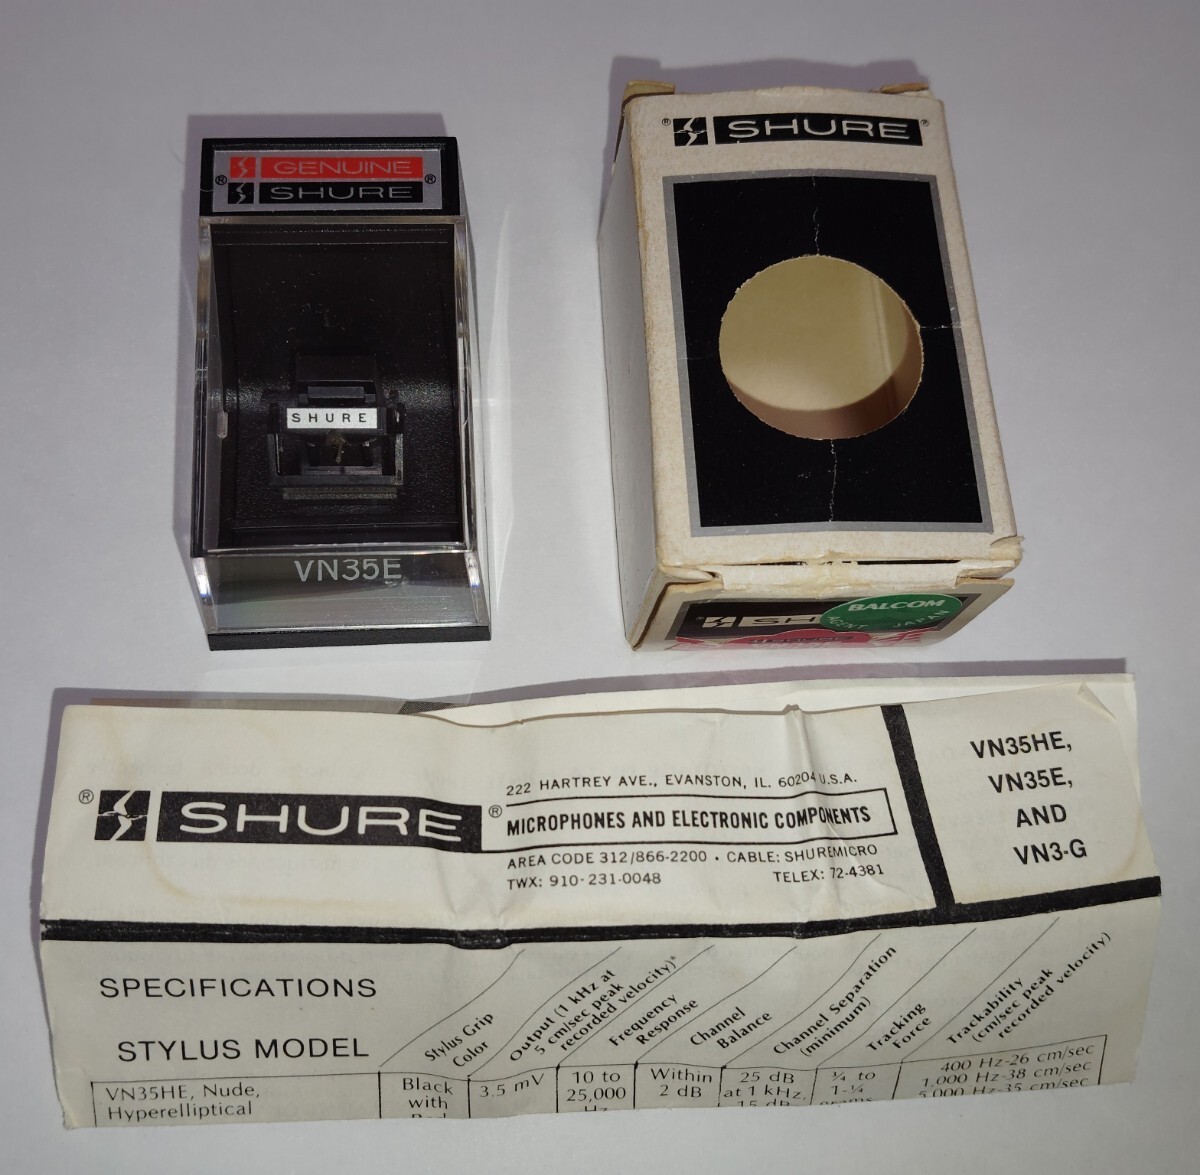 ® GENUINE ®
SHURE
SHURE
VN35E
® SHURE ®
BALCOM
AGENT JAPAN
® SHURE ®
222 HARTREY AVE., EVANSTON, IL. 60204 U.S.A.
MICROPHONES AND ELECTRONIC COMPONENTS
AREA CODE 312/866-2200 • CABLE: SHUREMICRO
TWX: 910-231-0048 TELEX: 72-4381
VN35HE,
VN35E,
AND
VN3-G
SPECIFICATIONS
STYLUS MODEL
Stylus Grip
Color
Output (1 kHz at
5 cm/sec peak
recorded velocity)*
Frequency
Response
Channel
Balance
Channel Separation
(minimum)
Tracking
Force
Trackability
(cm/sec peak
recorded velocity)
VN35HE, Nude,
Hyperelliptical
Black
with
3.5 mV
10 to
25,000
Hz
Within
2 dB
25 dB
at 1 kHz,
15 dB
¾ to
1-¼
grams
400 Hz-26 cm/sec
1,000 Hz-38 cm/sec
5,000 Hz-35 cm/sec